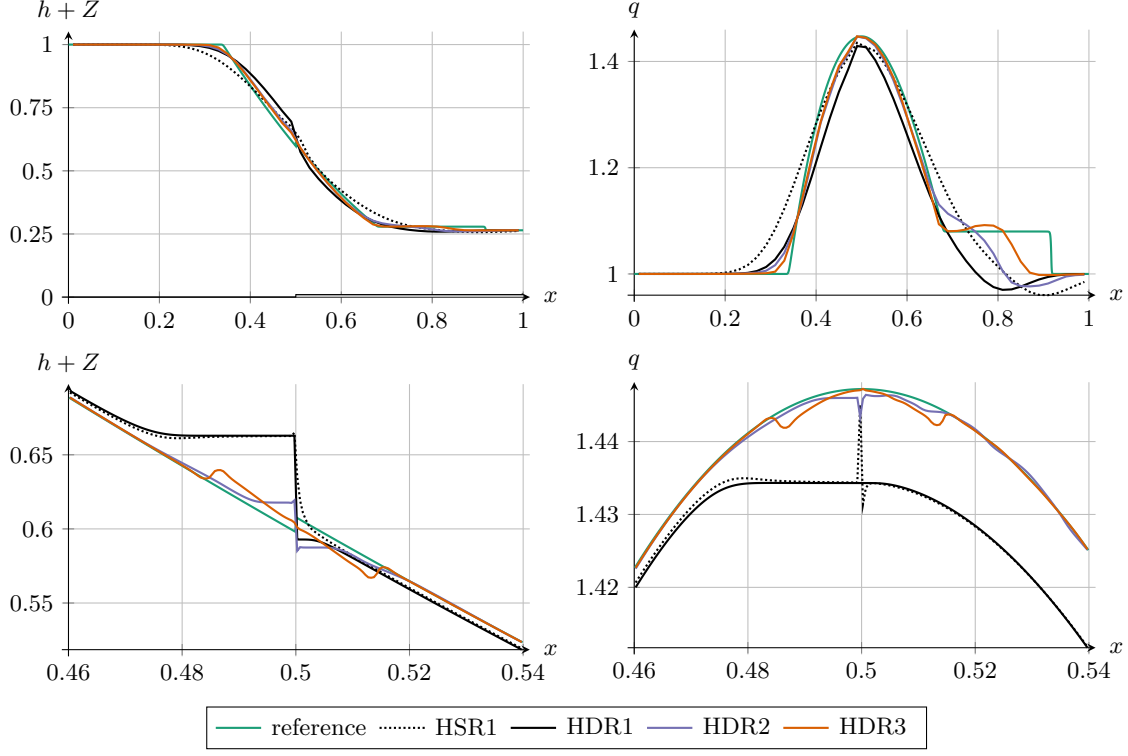 h + Z
1
0.75
0.5
0.25
0
0 0.2 0.4 0.6 0.8 1
x
q
1.4
1.2
1
0 0.2 0.4 0.6 0.8 1
x
h + Z
0.65
0.6
0.55
0.46 0.48 0.5 0.52 0.54
x
q
1.44
1.43
1.42
0.46 0.48 0.5 0.52 0.54
x
reference HSR1 HDR1 HDR2 HDR3